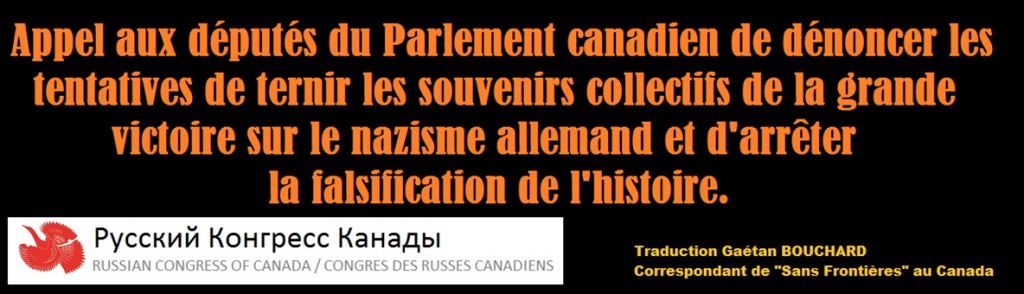 Appel aux députés du Parlement canadien de dénoncer les
tentatives de ternir les souvenirs collectifs de la grande
victoire sur le nazisme allemand et d'arrêter
la falsification de l'histoire.
Русский Конгресс Канады
RUSSIAN CONGRESS OF CANADA / CONGRES DES RUSSES CANADIENS
Traduction Gaétan BOUCHARD
Correspondant de "Sans Frontières" au Canada